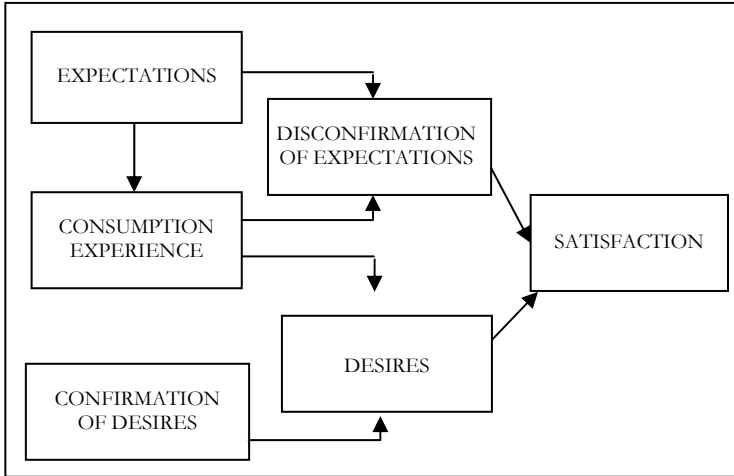 EXPECTATIONS
DISCONFIRMATION
OF EXPECTATIONS
CONSUMPTION
EXPERIENCE
SATISFACTION
DESIRES
CONFIRMATION
OF DESIRES